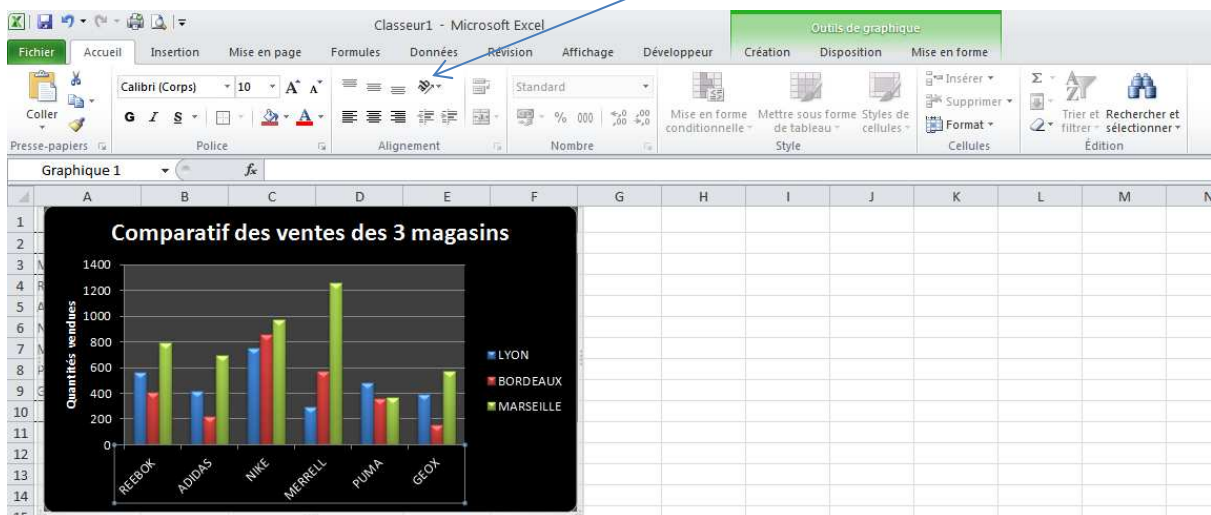 Classeur1 - Microsoft Excel
Outils de graphique
Fichier Accueil Insertion Mise en page Formules Données Révision Affichage Développeur Création Disposition Mise en forme
Coller
Calibri (Corps) 10 A A
Standard
G I S A
% 000 ,00 ,00
Mise en forme conditionnelle
Mettre sous forme de tableau
Styles de cellules
Insérer
Supprimer
Format
Σ
A Z
Trier et filtrer
Rechercher et sélectionner
Presse-papiers Police Alignement Nombre Style Cellules Édition
Graphique 1 fx
A B C D E F G H I J K L M N
1
2
3 M
4 R
5 A
6 N
7 M
8 P
9 G
10
11
12
13
14
15
Comparatif des ventes des 3 magasins
Quantités vendues
1400
1200
1000
800
600
400
200
0
REEBOK ADIDAS NIKE MERRELL PUMA GEOX
LYON
BORDEAUX
MARSEILLE